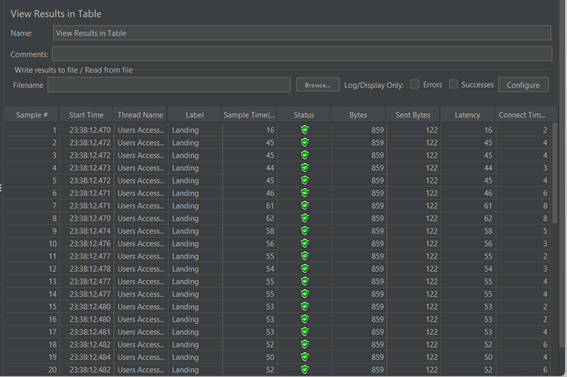 View Results in Table
Name: View Results in Table
Comments:
Write results to file / Read from file
Filename Browse... Log/Display Only: Errors Successes Configure
Sample # Start Time Thread Name Label Sample Time(... Status Bytes Sent Bytes Latency Connect Tim...
1 23:38:12.470 Users Access... Landing 16 859 122 16 2
2 23:38:12.472 Users Access... Landing 45 859 122 45 4
3 23:38:12.472 Users Access... Landing 45 859 122 45 4
4 23:38:12.473 Users Access... Landing 44 859 122 44 3
5 23:38:12.472 Users Access... Landing 45 859 122 45 4
6 23:38:12.471 Users Access... Landing 46 859 122 46 6
7 23:38:12.470 Users Access... Landing 61 859 122 61 8
8 23:38:12.470 Users Access... Landing 62 859 122 62 8
9 23:38:12.474 Users Access... Landing 58 859 122 58 5
10 23:38:12.476 Users Access... Landing 56 859 122 56 3
11 23:38:12.477 Users Access... Landing 55 859 122 55 2
12 23:38:12.478 Users Access... Landing 54 859 122 54 3
13 23:38:12.477 Users Access... Landing 55 859 122 55 4
14 23:38:12.477 Users Access... Landing 55 859 122 55 4
15 23:38:12.480 Users Access... Landing 53 859 122 53 2
16 23:38:12.480 Users Access... Landing 53 859 122 53 2
17 23:38:12.481 Users Access... Landing 53 859 122 53 4
18 23:38:12.482 Users Access... Landing 52 859 122 52 6
19 23:38:12.484 Users Access... Landing 50 859 122 50 4
20 23:38:12.482 Users Access... Landing 52 859 122 52 6